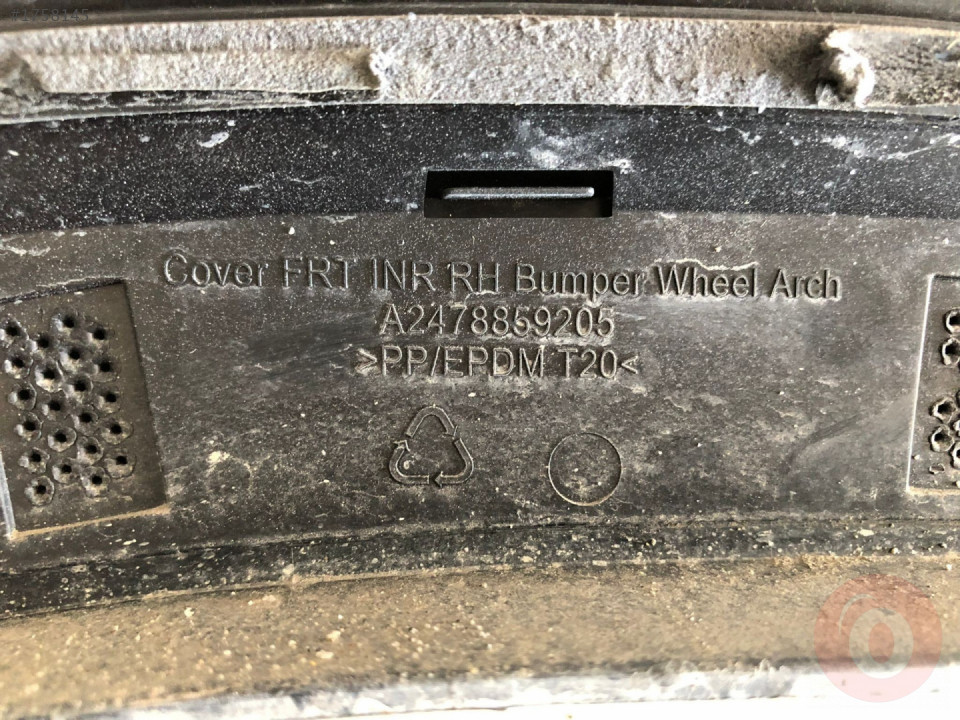 Cover FRT INR RH Bumper Wheel Arch
A2478859205
>PP/EPDM T20<